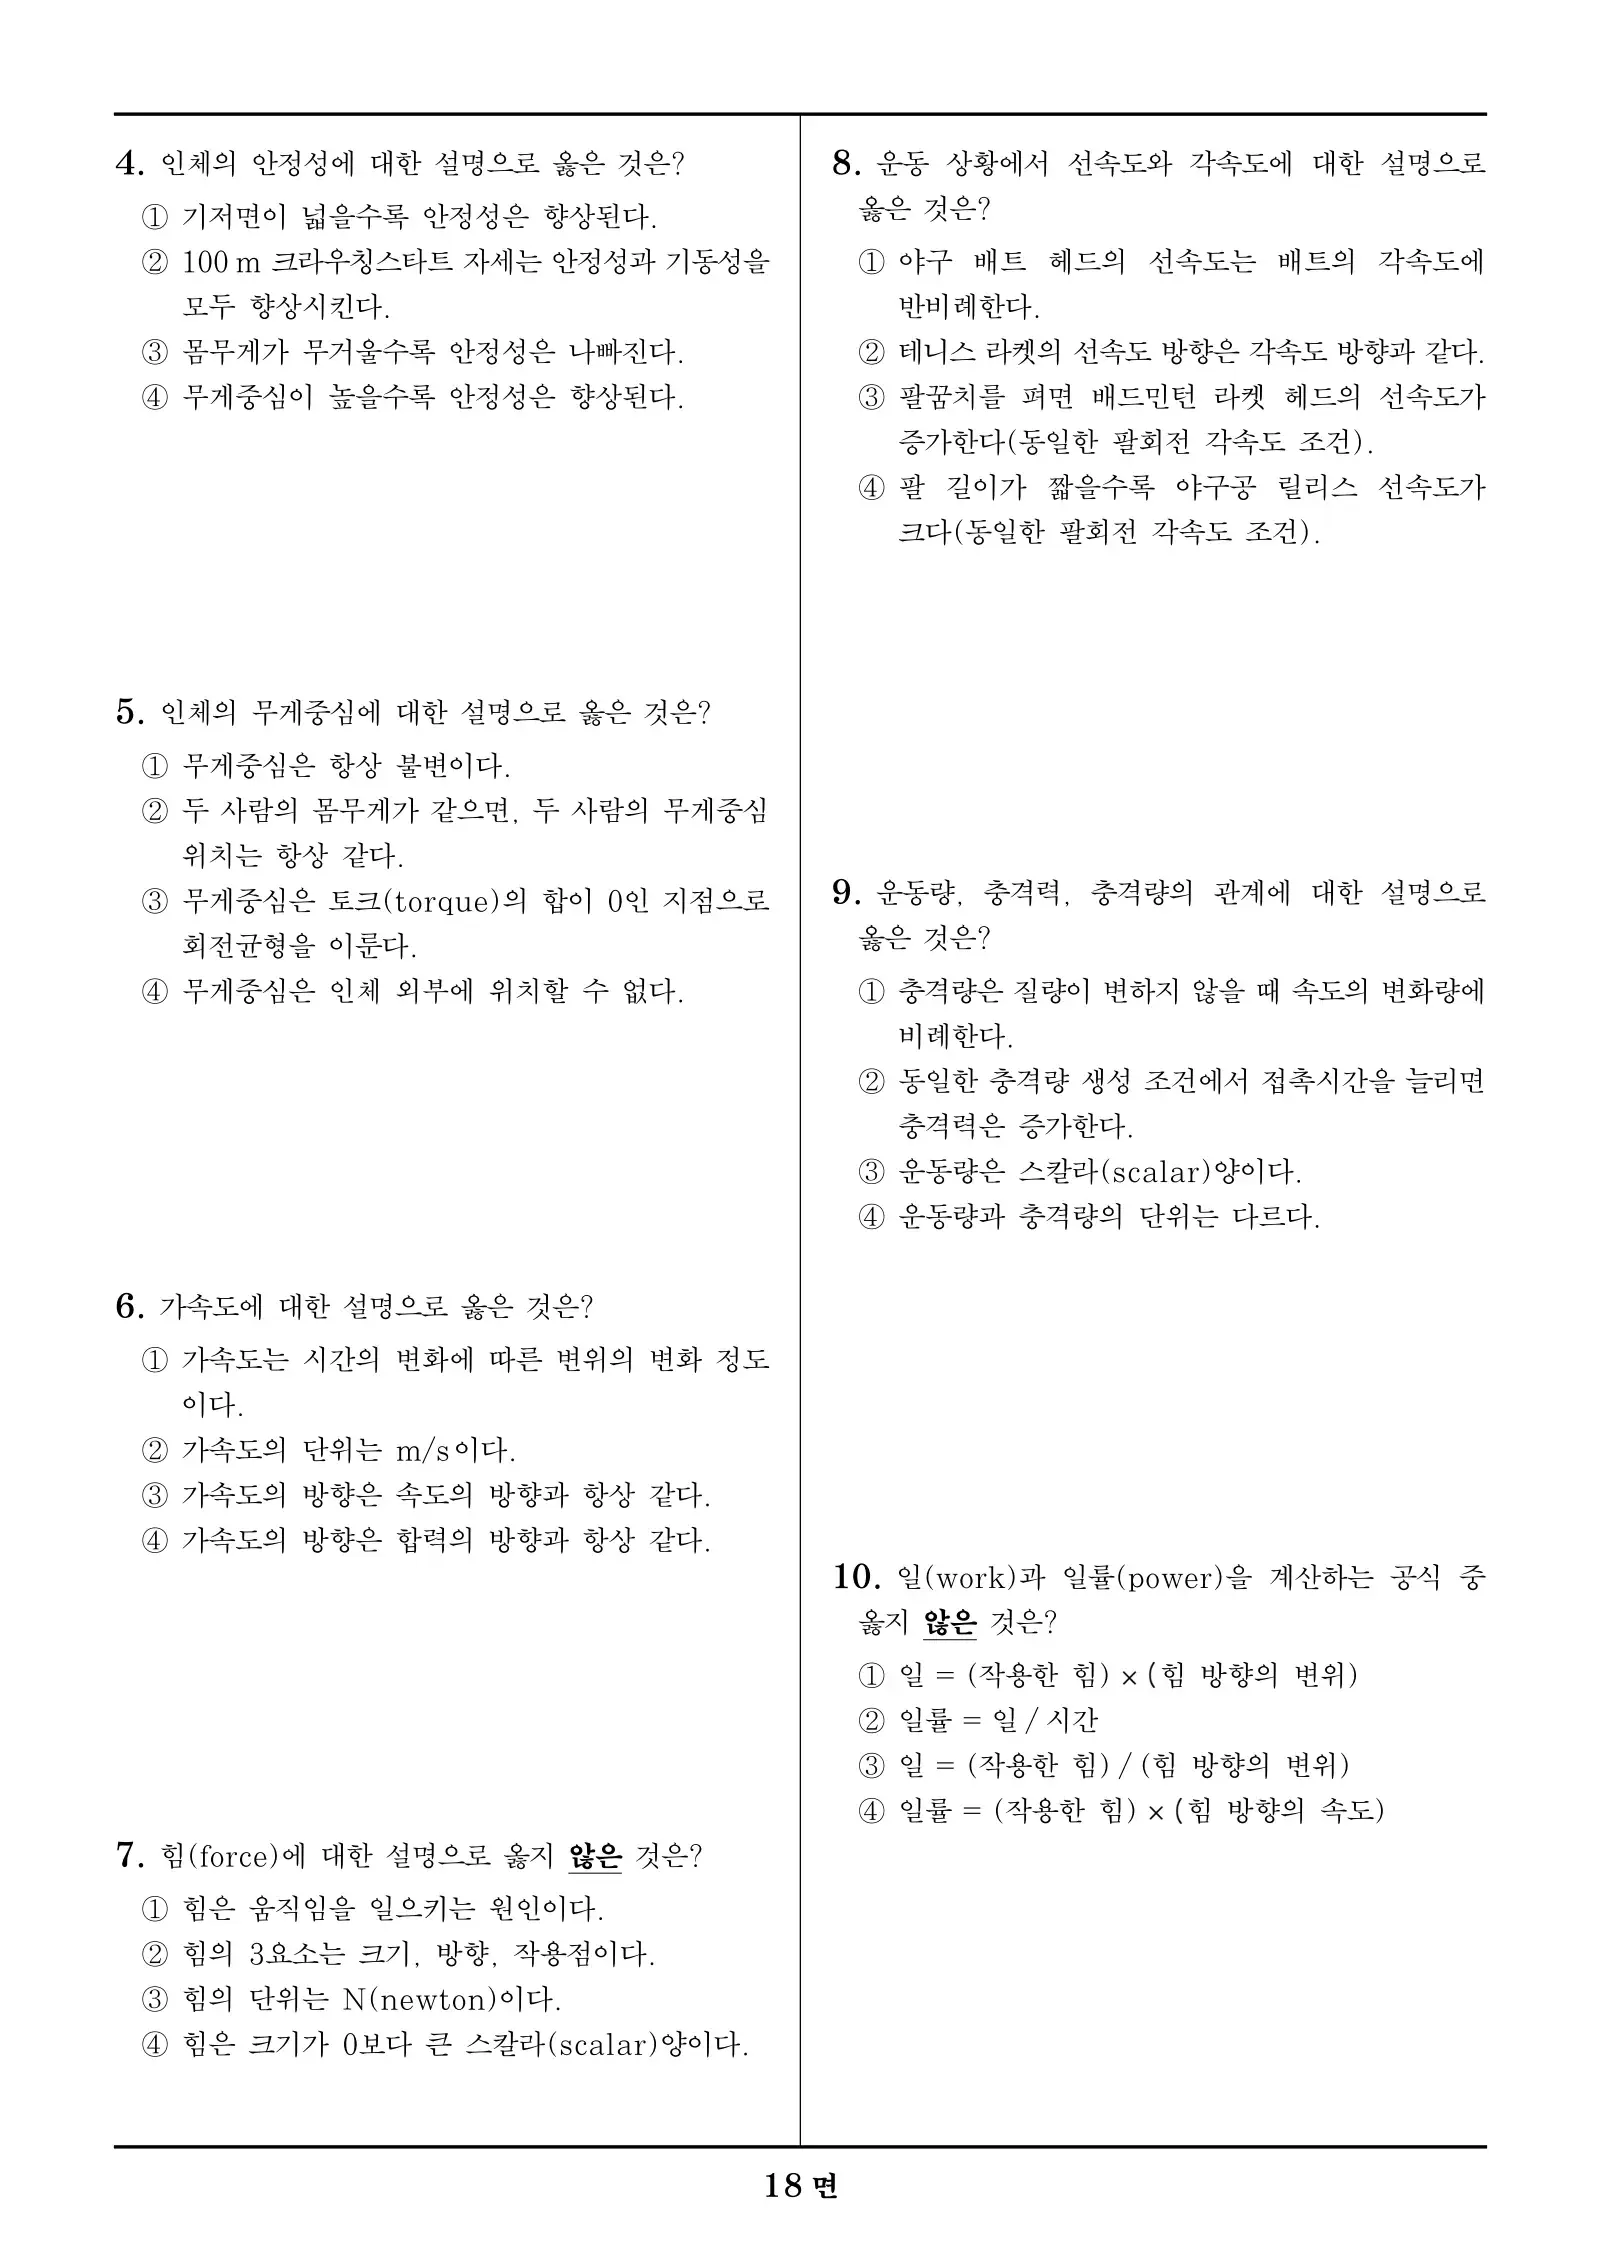 4. 인체의 안정성에 대한 설명으로 옳은 것은?
① 기저면이 넓을수록 안정성은 향상된다.
② 100 m 크라우칭스타트 자세는 안정성과 기동성을
모두 향상시킨다.
③ 몸무게가 무거울수록 안정성은 나빠진다.
④ 무게중심이 높을수록 안정성은 향상된다.
5. 인체의 무게중심에 대한 설명으로 옳은 것은?
① 무게중심은 항상 불변이다.
② 두 사람의 몸무게가 같으면, 두 사람의 무게중심
위치는 항상 같다.
③ 무게중심은 토크(torque)의 합이 0인 지점으로
회전균형을 이룬다.
④ 무게중심은 인체 외부에 위치할 수 없다.
6. 가속도에 대한 설명으로 옳은 것은?
① 가속도는 시간의 변화에 따른 변위의 변화 정도
이다.
② 가속도의 단위는 m/s이다.
③ 가속도의 방향은 속도의 방향과 항상 같다.
④ 가속도의 방향은 합력의 방향과 항상 같다.
7. 힘(force)에 대한 설명으로 옳지 않은 것은?
① 힘은 움직임을 일으키는 원인이다.
② 힘의 3요소는 크기, 방향, 작용점이다.
③ 힘의 단위는 N(newton)이다.
④ 힘은 크기가 0보다 큰 스칼라(scalar)양이다.
8. 운동 상황에서 선속도와 각속도에 대한 설명으로
옳은 것은?
① 야구 배트 헤드의 선속도는 배트의 각속도에
반비례한다.
② 테니스 라켓의 선속도 방향은 각속도 방향과 같다.
③ 팔꿈치를 펴면 배드민턴 라켓 헤드의 선속도가
증가한다(동일한 팔회전 각속도 조건).
④ 팔 길이가 짧을수록 야구공 릴리스 선속도가
크다(동일한 팔회전 각속도 조건).
9. 운동량, 충격력, 충격량의 관계에 대한 설명으로
옳은 것은?
① 충격량은 질량이 변하지 않을 때 속도의 변화량에
비례한다.
② 동일한 충격량 생성 조건에서 접촉시간을 늘리면
충격력은 증가한다.
③ 운동량은 스칼라(scalar)양이다.
④ 운동량과 충격량의 단위는 다르다.
10. 일(work)과 일률(power)을 계산하는 공식 중
옳지 않은 것은?
① 일 = (작용한 힘) × (힘 방향의 변위)
② 일률 = 일 / 시간
③ 일 = (작용한 힘) / (힘 방향의 변위)
④ 일률 = (작용한 힘) × (힘 방향의 속도)
18 면